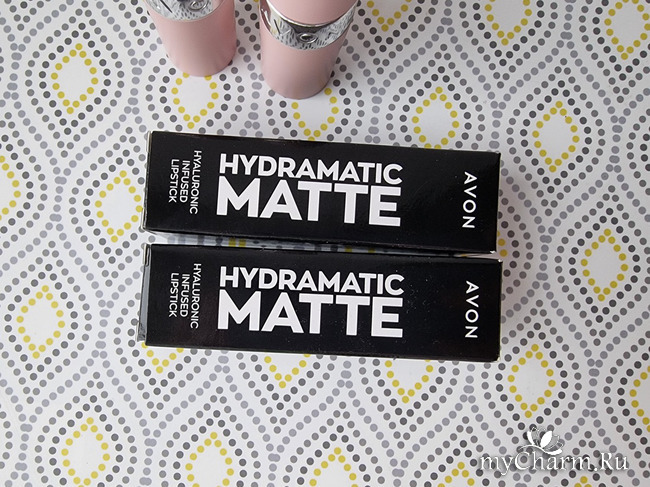 HYALURONIC
INFUSED
LIPSTICK
HYDRAMATIC
MATTE
AVON
HYALURONIC
INFUSED
LIPSTICK
HYDRAMATIC
MATTE
AVON
myCharm.Ru